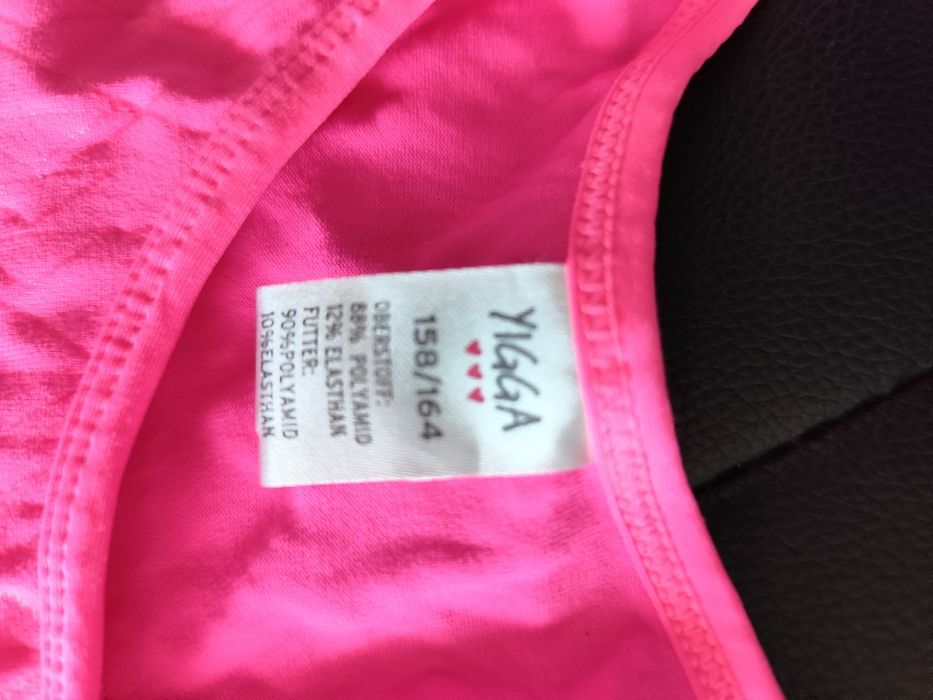 YIGGA
158/164
OBERSTOFF:
88% POLYAMID
12% ELASTHAN
FUTTER:
90%POLYAMID
10%ELASTHAN